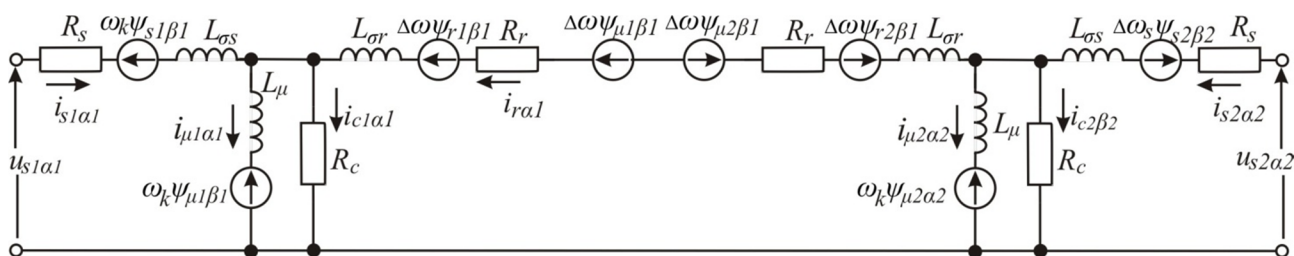 R_s ω_kψ_s1β1 L_σs L_σr Δωψ_r1β1 R_r Δωψ_μ1β1 Δωψ_μ2β1 R_r Δωψ_r2β1 L_σr L_σs Δω_sψ_s2β2 R_s
i_s1α1 i_μ1α1 L_μ i_c1α1 i_rα1 i_μ2α2 L_μ i_c2β2 i_s2α2
u_s1α1 R_c R_c u_s2α2
ω_kψ_μ1β1 ω_kψ_μ2α2